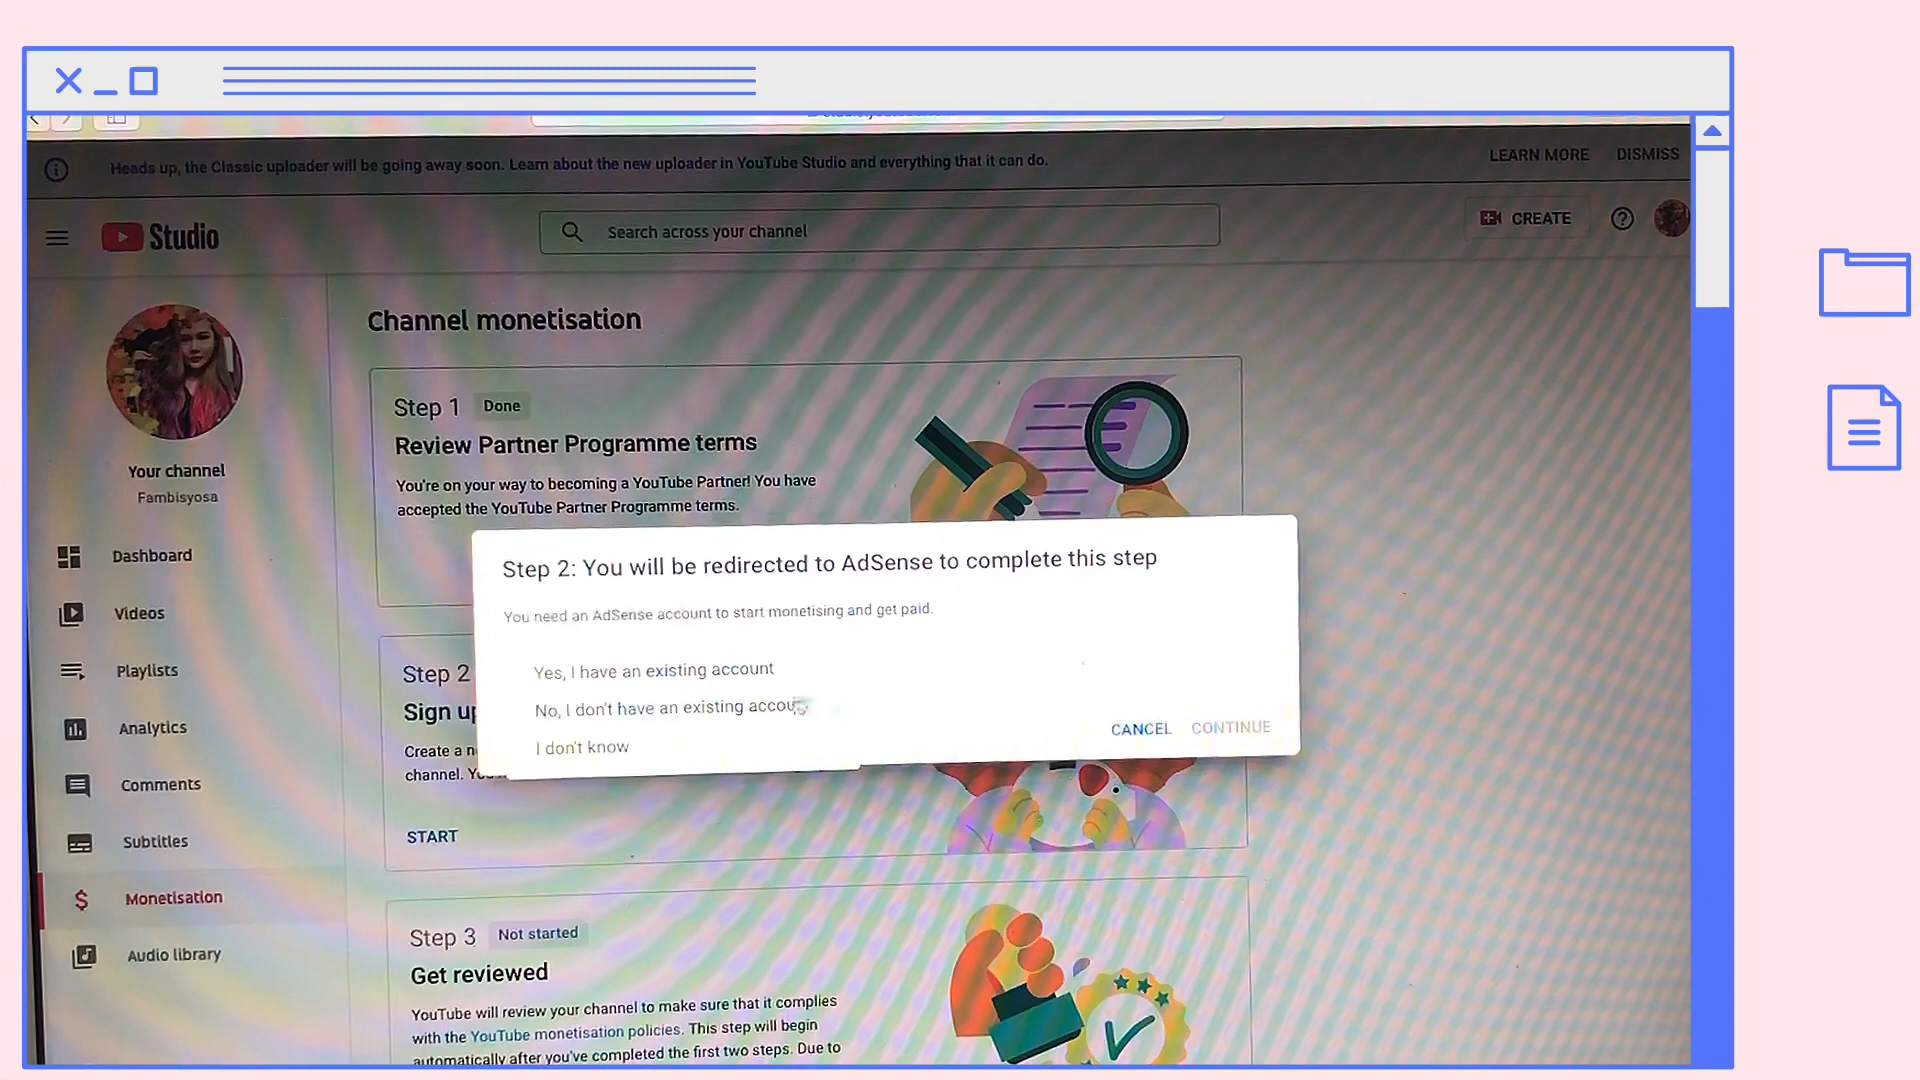 Heads up, the Classic uploader will be going away soon. Learn about the new uploader in YouTube Studio and everything that it can do.
LEARN MORE
DISMISS
Studio
Search across your channel
CREATE
Channel monetisation
Step 1
Done
Review Partner Programme terms
You're on your way to becoming a YouTube Partner! You have
accepted the YouTube Partner Programme terms.
Your channel
Fambisyosa
Dashboard
Videos
Playlists
Analytics
Comments
Subtitles
Monetisation
Audio library
Step 2: You will be redirected to AdSense to complete this step
You need an AdSense account to start monetising and get paid.
Yes, I have an existing account
No, I don't have an existing accou
I don't know
CANCEL
CONTINUE
Step 2
Sign up
Create a n
channel.
START
Step 3
Not started
Get reviewed
YouTube will review your channel to make sure that it complies
with the YouTube monetisation policies. This step will begin
automatically after you've completed the first two steps. Due to